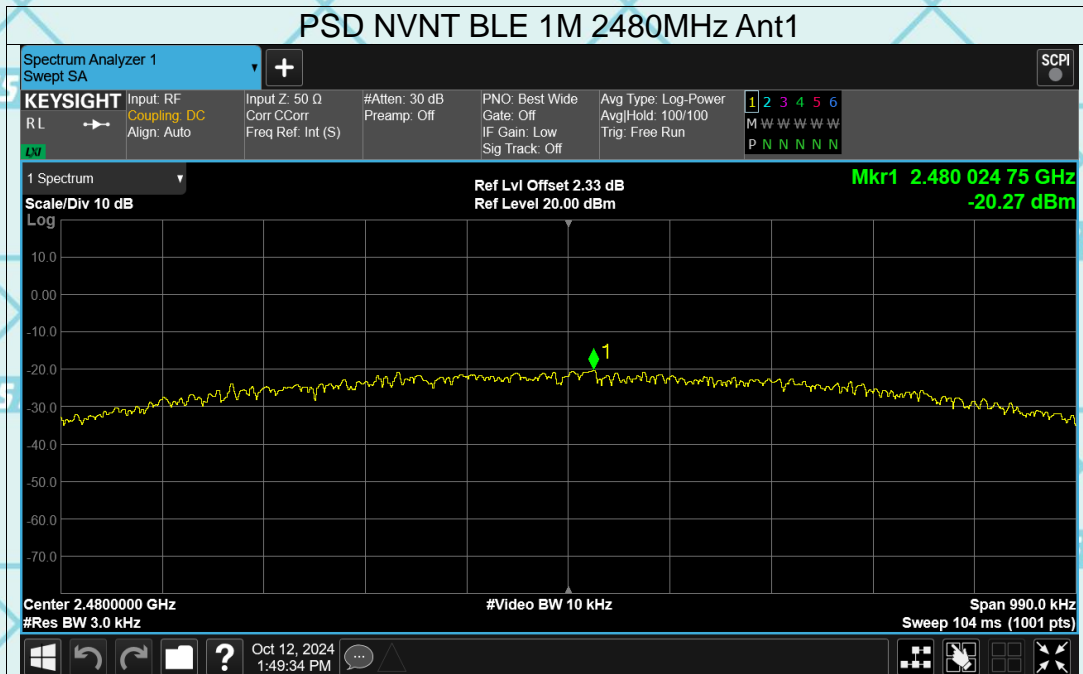 PSD NVNT BLE 1M 2480MHz Ant1
Spectrum Analyzer 1
Swept SA
+
SCPI
KEYSIGHT
R L
LXI
Input: RF
Coupling: DC
Align: Auto
Input Z: 50 Ω
Corr CCorr
Freq Ref: Int (S)
#Atten: 30 dB
Preamp: Off
PNO: Best Wide
Gate: Off
IF Gain: Low
Sig Track: Off
Avg Type: Log-Power
Avg|Hold: 100/100
Trig: Free Run
1 2 3 4 5 6
M W W W W W
P N N N N N
1 Spectrum
Scale/Div 10 dB
Log
Ref Lvl Offset 2.33 dB
Ref Level 20.00 dBm
Mkr1 2.480 024 75 GHz
-20.27 dBm
10.0
0.00
-10.0
-20.0
-30.0
-40.0
-50.0
-60.0
-70.0
1
Center 2.4800000 GHz
#Res BW 3.0 kHz
#Video BW 10 kHz
Span 990.0 kHz
Sweep 104 ms (1001 pts)
?
Oct 12, 2024
1:49:34 PM